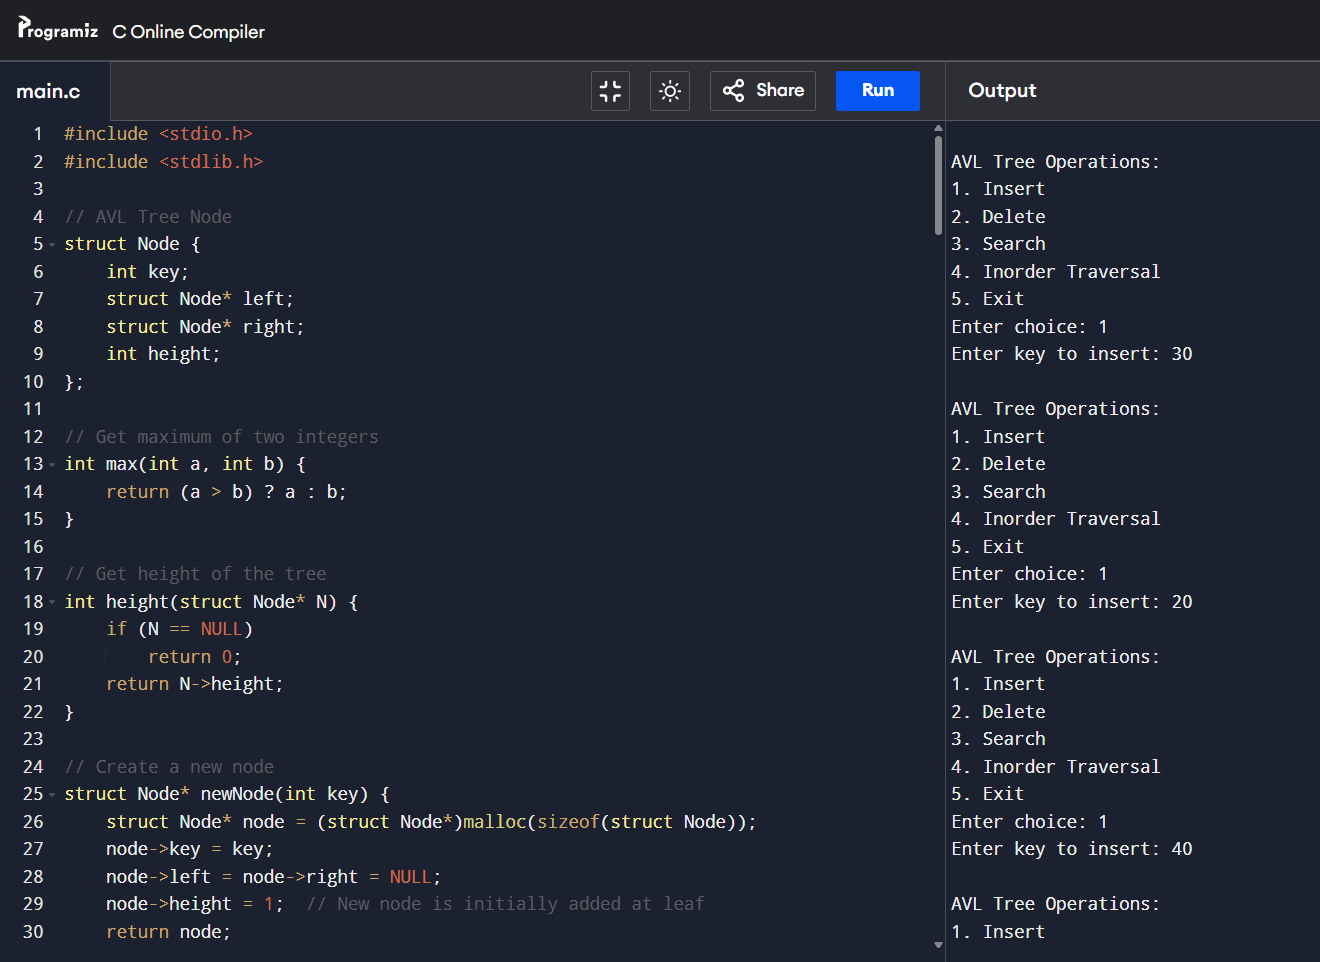 Programiz C Online Compiler
main.c Share Run Output
1 #include <stdio.h>
2 #include <stdlib.h>
3
4 // AVL Tree Node
5 struct Node {
6     int key;
7     struct Node* left;
8     struct Node* right;
9     int height;
10 };
11
12 // Get maximum of two integers
13 int max(int a, int b) {
14     return (a > b) ? a : b;
15 }
16
17 // Get height of the tree
18 int height(struct Node* N) {
19     if (N == NULL)
20         return 0;
21     return N->height;
22 }
23
24 // Create a new node
25 struct Node* newNode(int key) {
26     struct Node* node = (struct Node*)malloc(sizeof(struct Node));
27     node->key = key;
28     node->left = node->right = NULL;
29     node->height = 1;  // New node is initially added at leaf
30     return node;
AVL Tree Operations:
1. Insert
2. Delete
3. Search
4. Inorder Traversal
5. Exit
Enter choice: 1
Enter key to insert: 30
AVL Tree Operations:
1. Insert
2. Delete
3. Search
4. Inorder Traversal
5. Exit
Enter choice: 1
Enter key to insert: 20
AVL Tree Operations:
1. Insert
2. Delete
3. Search
4. Inorder Traversal
5. Exit
Enter choice: 1
Enter key to insert: 40
AVL Tree Operations:
1. Insert